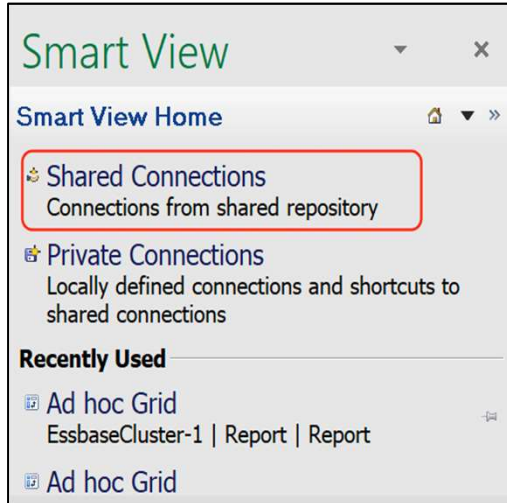 Smart View
Smart View Home
Shared Connections
Connections from shared repository
Private Connections
Locally defined connections and shortcuts to
shared connections
Recently Used
Ad hoc Grid
EssbaseCluster-1 | Report | Report
Ad hoc Grid